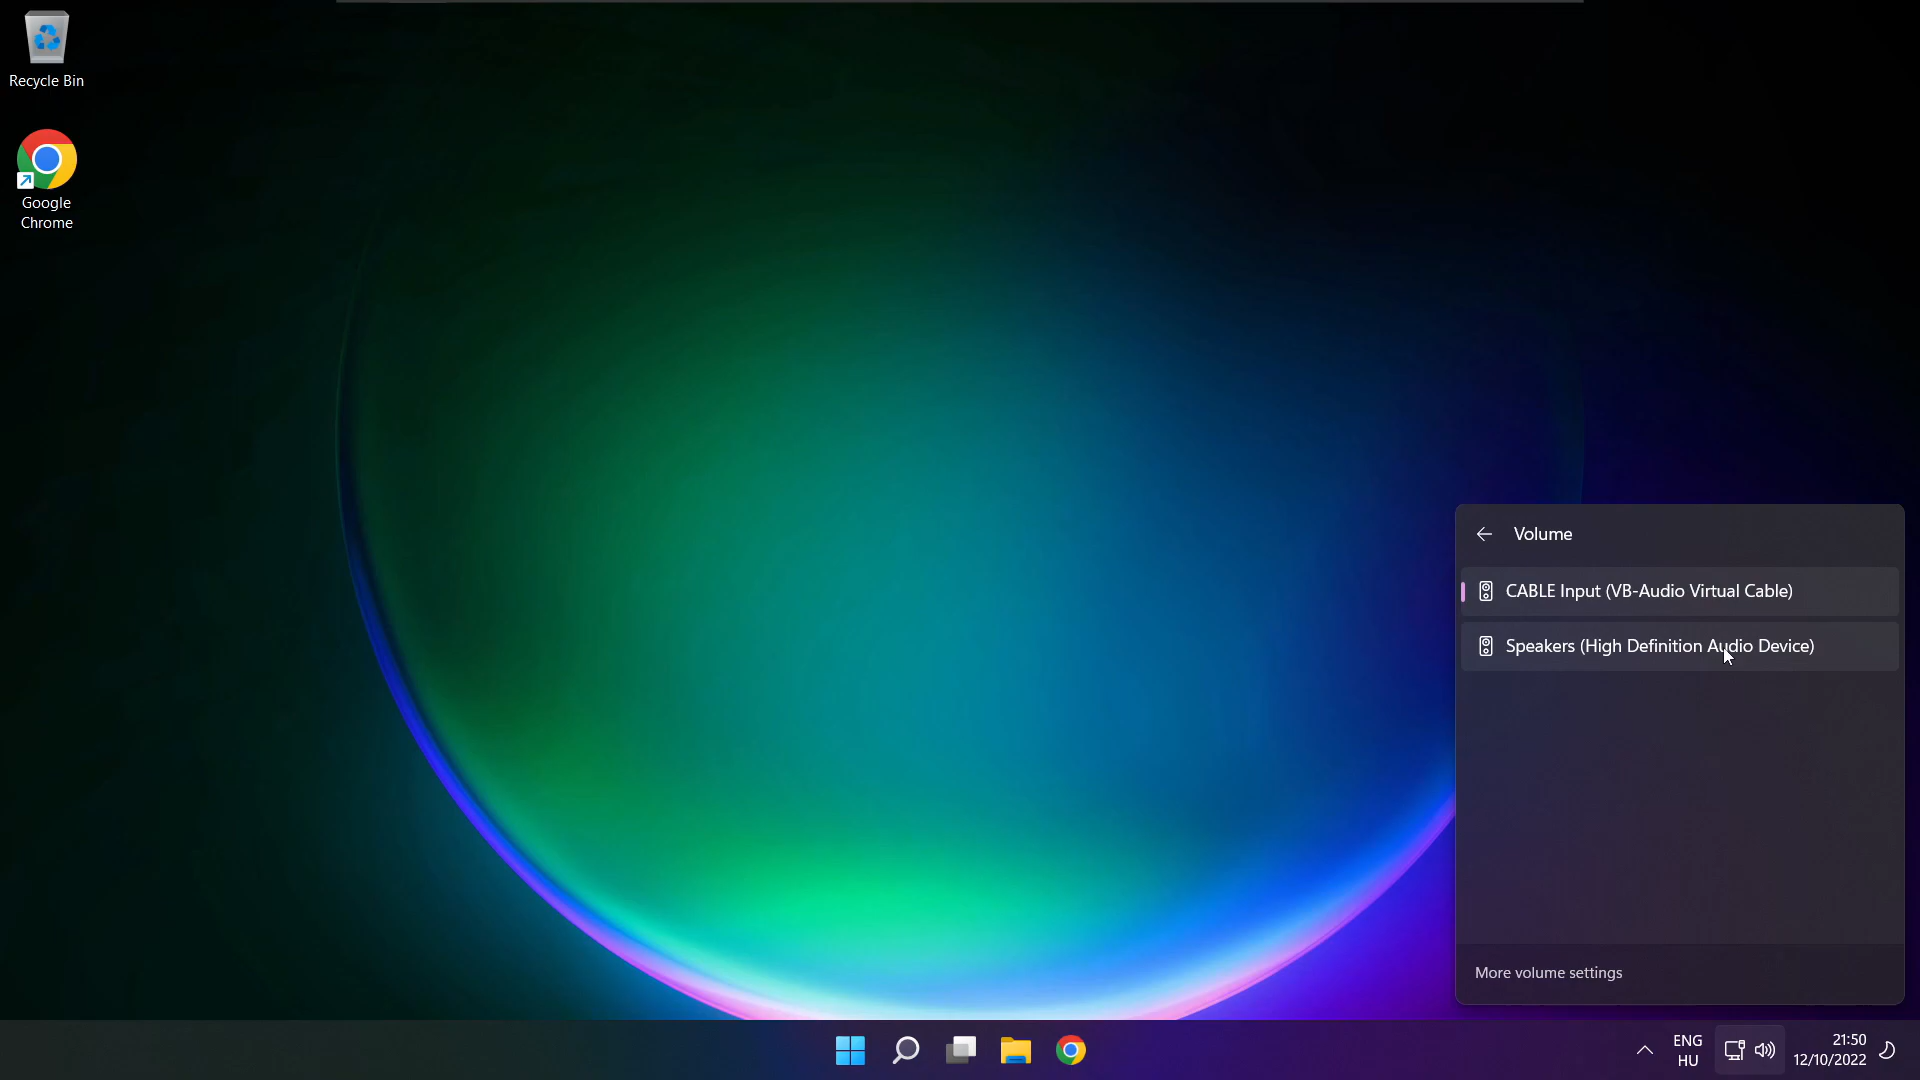 Recycle Bin
Google
Chrome
Volume
CABLE Input (VB-Audio Virtual Cable)
Speakers (High Definition Audio Device)
More volume settings
ENG
HU
21:50
12/10/2022